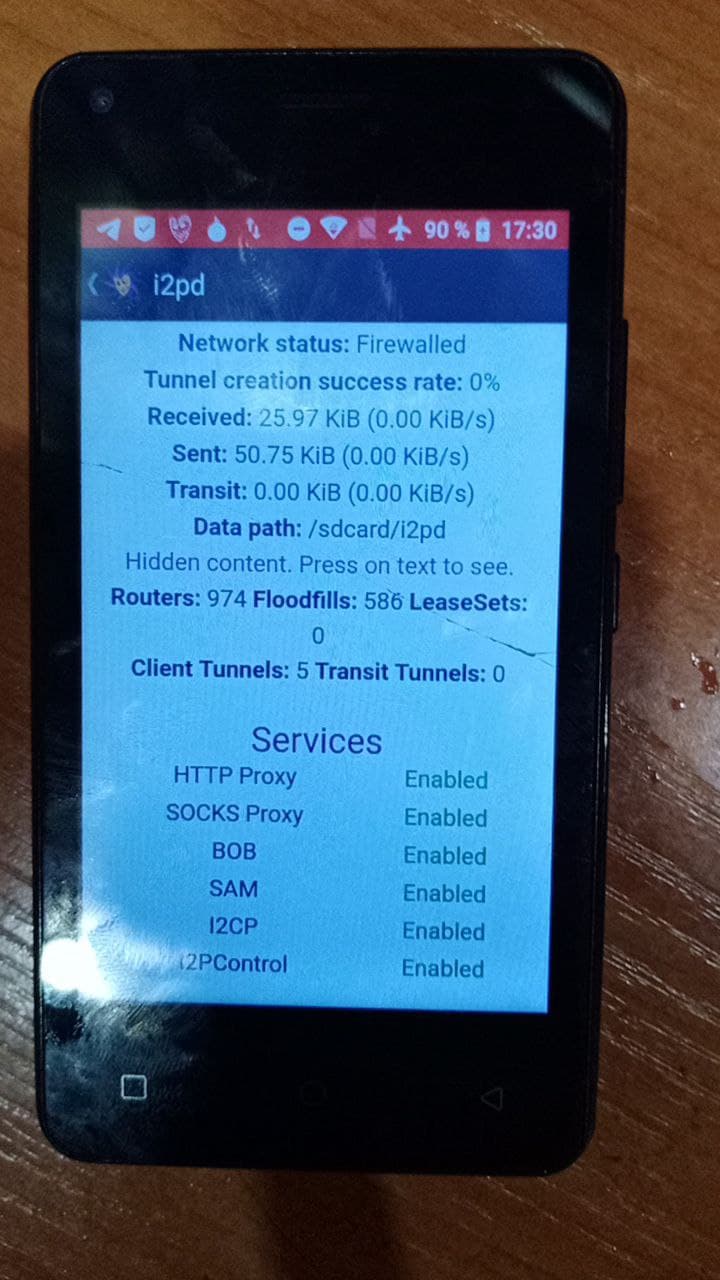 90 % 17:30
i2pd
Network status: Firewalled
Tunnel creation success rate: 0%
Received: 25.97 KiB (0.00 KiB/s)
Sent: 50.75 KiB (0.00 KiB/s)
Transit: 0.00 KiB (0.00 KiB/s)
Data path: /sdcard/i2pd
Hidden content. Press on text to see.
Routers: 974 Floodfills: 586 LeaseSets:
0
Client Tunnels: 5 Transit Tunnels: 0
Services
HTTP Proxy Enabled
SOCKS Proxy Enabled
BOB Enabled
SAM Enabled
I2CP Enabled
I2PControl Enabled